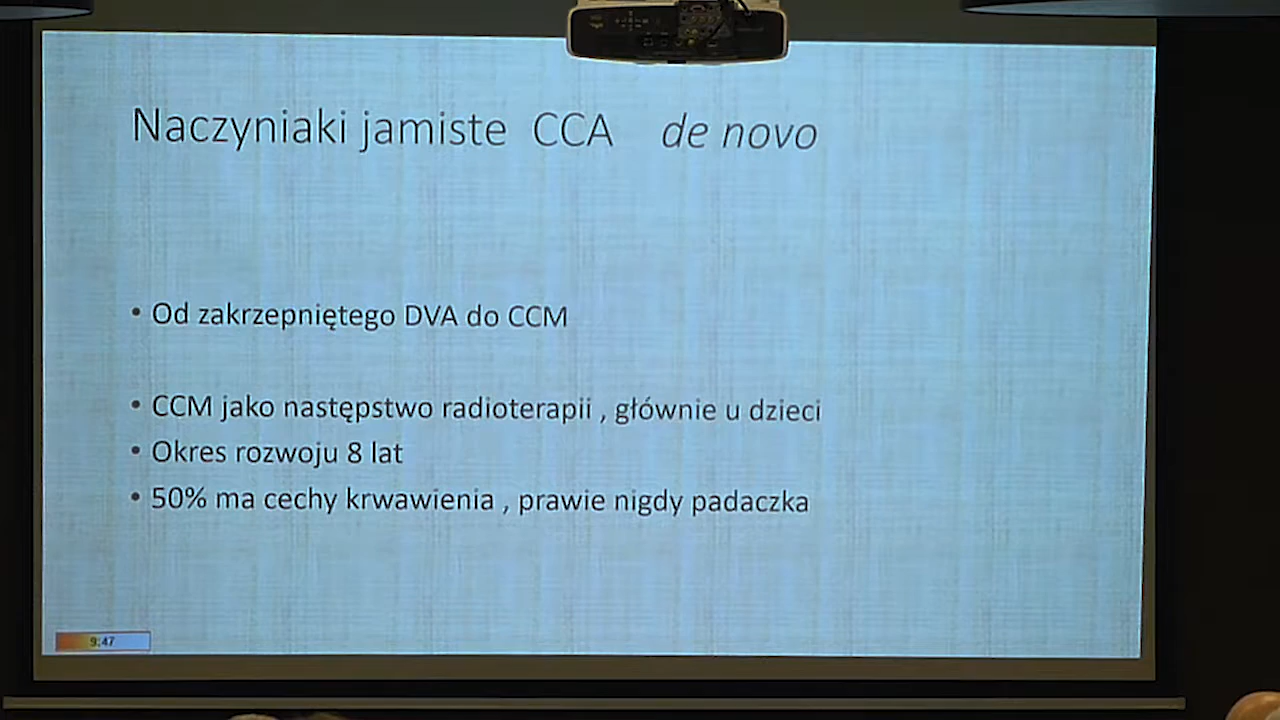 Naczyniaki jamiste CCA de novo
• Od zakrzepniętego DVA do CCM
• CCM jako następstwo radioterapii , głównie u dzieci
• Okres rozwoju 8 lat
• 50% ma cechy krwawienia , prawie nigdy padaczka
9:47